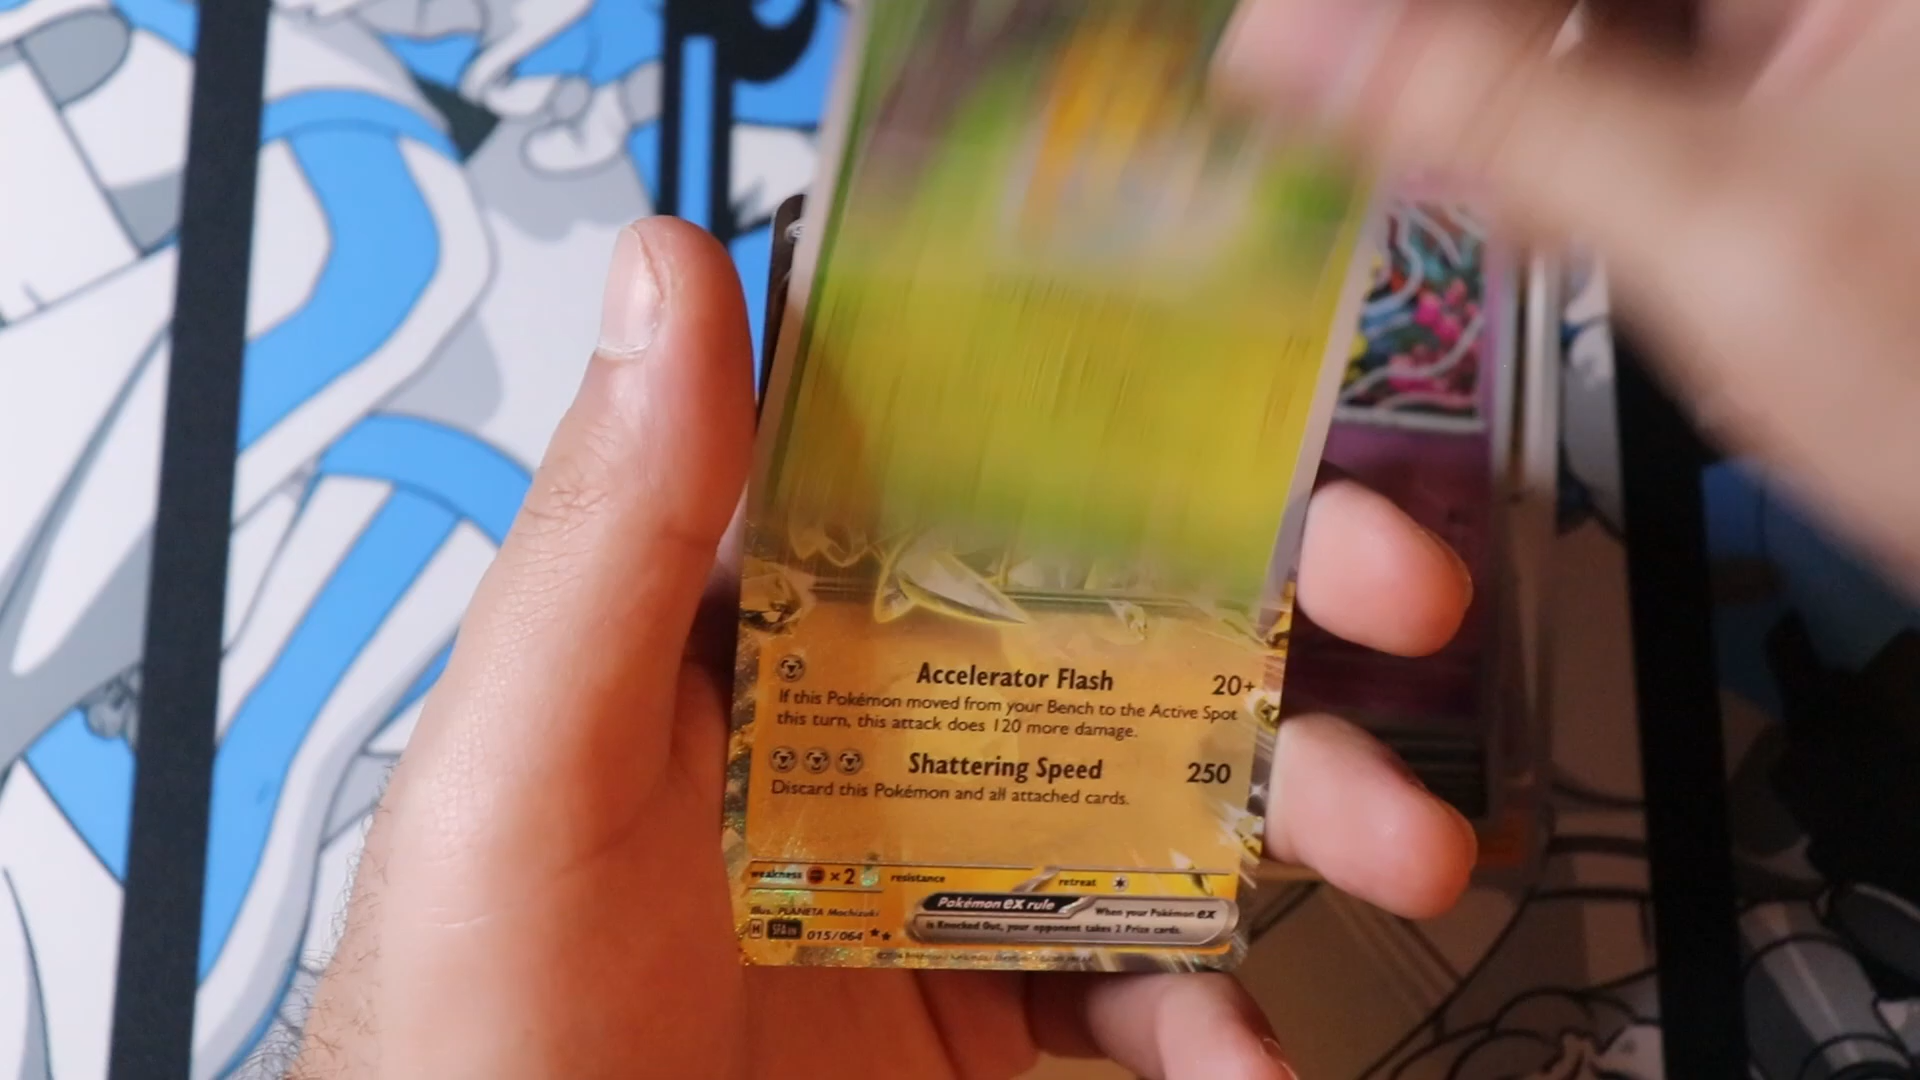 Accelerator Flash 20+
If this Pokémon moved from your Bench to the Active Spot
this turn, this attack does 120 more damage.
Shattering Speed 250
Discard this Pokémon and all attached cards.
weakness ×2 resistance retreat
Illus. PLANETA Mochizuki
Pokémon ex rule When your Pokémon ex
is Knocked Out, your opponent takes 2 Prize cards.
H SFA EN 015/064 ★★